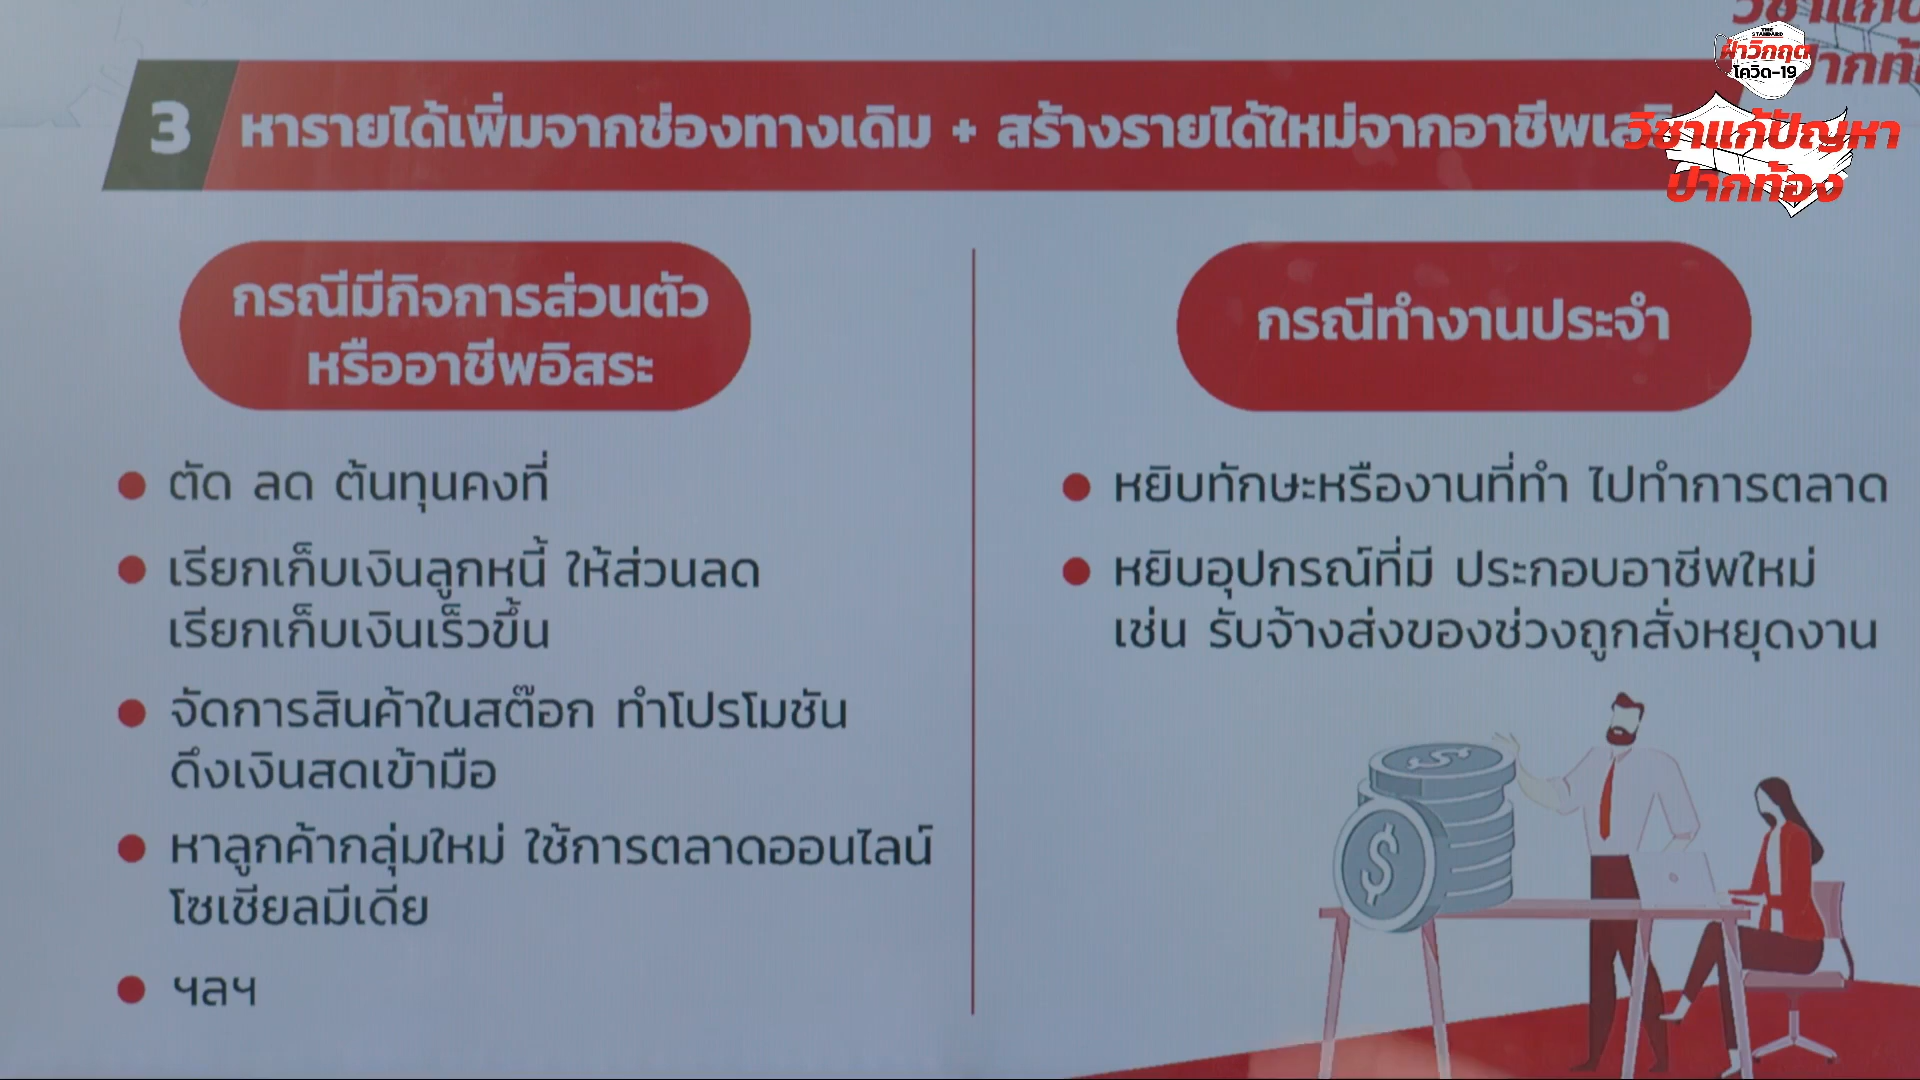 3 หารายได้เพิ่มจากช่องทางเดิม + สร้างรายได้ใหม่จากอาชีพ
THE STANDARD
ฝ่าวิกฤต
โควิด-19
วิชาแก้ปัญหา
ปากท้อง
กรณีมีกิจการส่วนตัว
หรืออาชีพอิสระ
ตัด ลด ต้นทุนคงที่
เรียกเก็บเงินลูกหนี้ ให้ส่วนลด
เรียกเก็บเงินเร็วขึ้น
จัดการสินค้าในสต๊อก ทำโปรโมชัน
ดึงเงินสดเข้ามือ
หาลูกค้ากลุ่มใหม่ ใช้การตลาดออนไลน์
โซเชียลมีเดีย
ฯลฯ
กรณีทำงานประจำ
หยิบทักษะหรืองานที่ทำ ไปทำการตลาด
หยิบอุปกรณ์ที่มี ประกอบอาชีพใหม่
เช่น รับจ้างส่งของช่วงถูกสั่งหยุดงาน